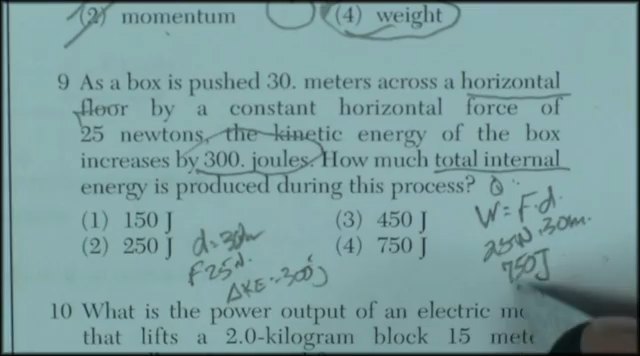 (2) momentum (4) weight
9 As a box is pushed 30. meters across a horizontal
floor by a constant horizontal force of
25 newtons, the kinetic energy of the box
increases by 300. joules. How much total internal
energy is produced during this process? Q
(1) 150 J (3) 450 J W = F·d.
(2) 250 J d = 30m (4) 750 J 25N·30m.
F 25N. 750J
ΔKE = 300J
10 What is the power output of an electric
that lifts a 2.0-kilogram block 15